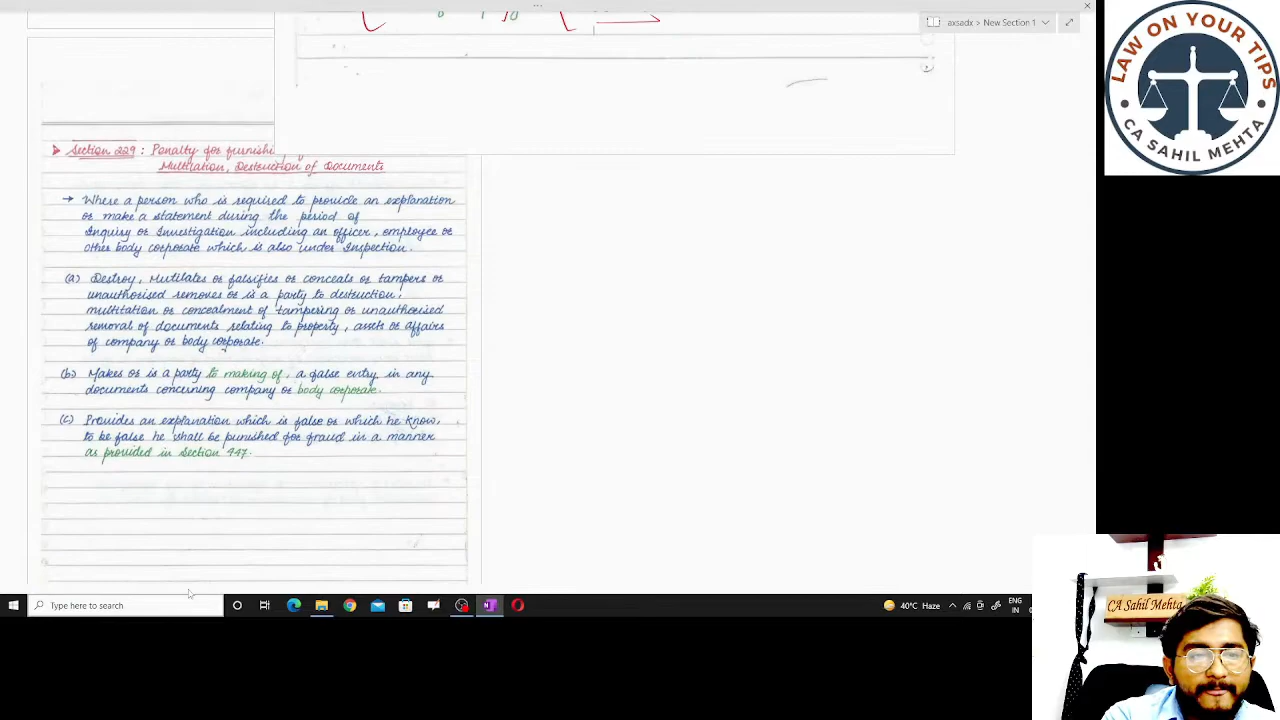 axsadx > New Section 1
LAW ON YOUR TIPS
CA SAHIL MEHTA
Section 229 : Penalty for furnishi
Multitation, Destruction of Documents
→ Where a person who is required to provide an explanation
or make a statement during the period of
Inquiry or Investigation including an officer, employee or
other body corporate which is also under Inspection.
(a) Destroy, Mutilates or falsifies or conceals or tampers or
unauthorised removes or is a party to destruction,
multitation or concealment of tampering or unauthorised
removal of documents relating to property, assets or affairs
of company or body corporate.
(b) Makes or is a party to making of, a false entry in any
documents concerning company or body corporate.
(c) Provides an explanation which is false or which he know,
to be false he shall be punished for fraud in a manner
as provided in Section 447.
CA Sahil Mehta
Type here to search
40°C Haze
ENG
IN